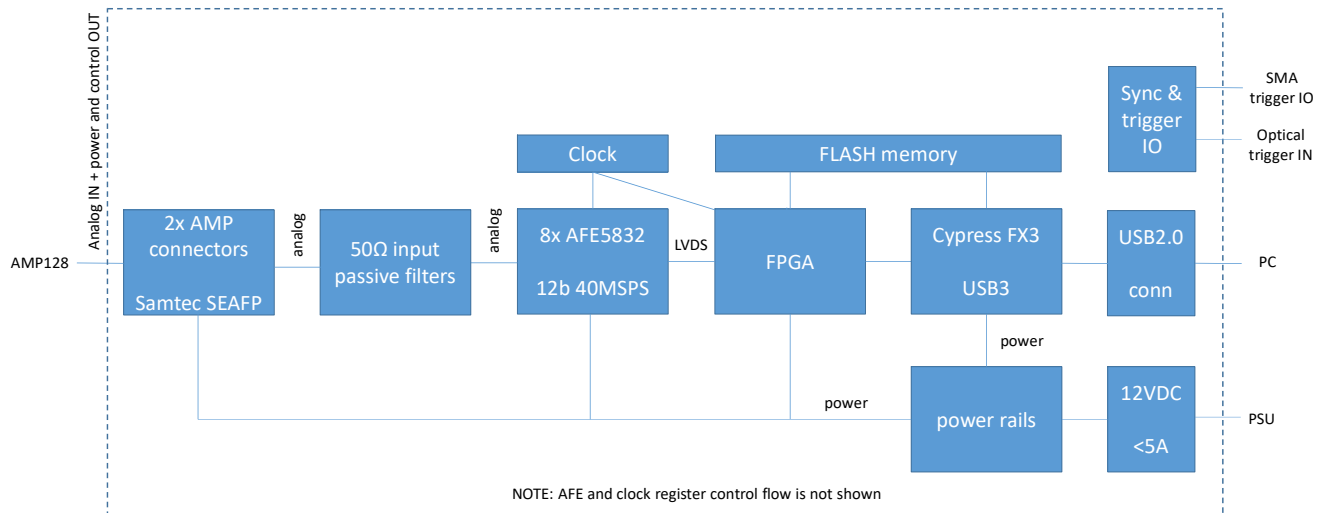 Analog IN + power and control OUT
SMA
trigger IO
Sync &
trigger
IO
Optical
trigger IN
Clock
FLASH memory
AMP128
2x AMP
connectors
Samtec SEAFP
analog
50Ω input
passive filters
analog
8x AFE5832
12b 40MSPS
LVDS
FPGA
Cypress FX3
USB3
USB2.0
conn
PC
power
power
power rails
12VDC
<5A
PSU
NOTE: AFE and clock register control flow is not shown